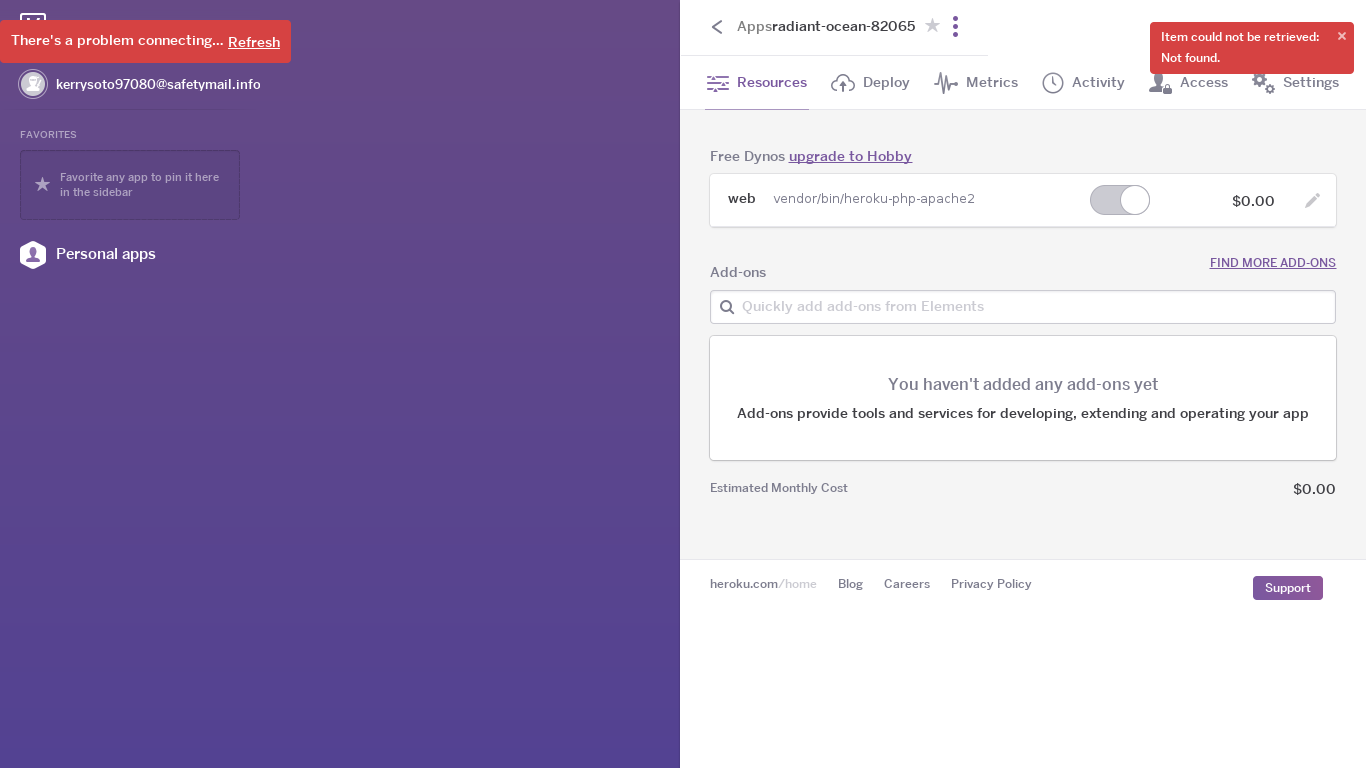 There's a problem connecting... Refresh
kerrysoto97080@safetymail.info
FAVORITES
Favorite any app to pin it here
in the sidebar
Personal apps
Apps radiant-ocean-82065
Item could not be retrieved: ×
Not found.
Resources Deploy Metrics Activity Access Settings
Free Dynos upgrade to Hobby
web vendor/bin/heroku-php-apache2 $0.00
Add-ons FIND MORE ADD-ONS
Quickly add add-ons from Elements
You haven't added any add-ons yet
Add-ons provide tools and services for developing, extending and operating your app
Estimated Monthly Cost $0.00
heroku.com/home Blog Careers Privacy Policy Support